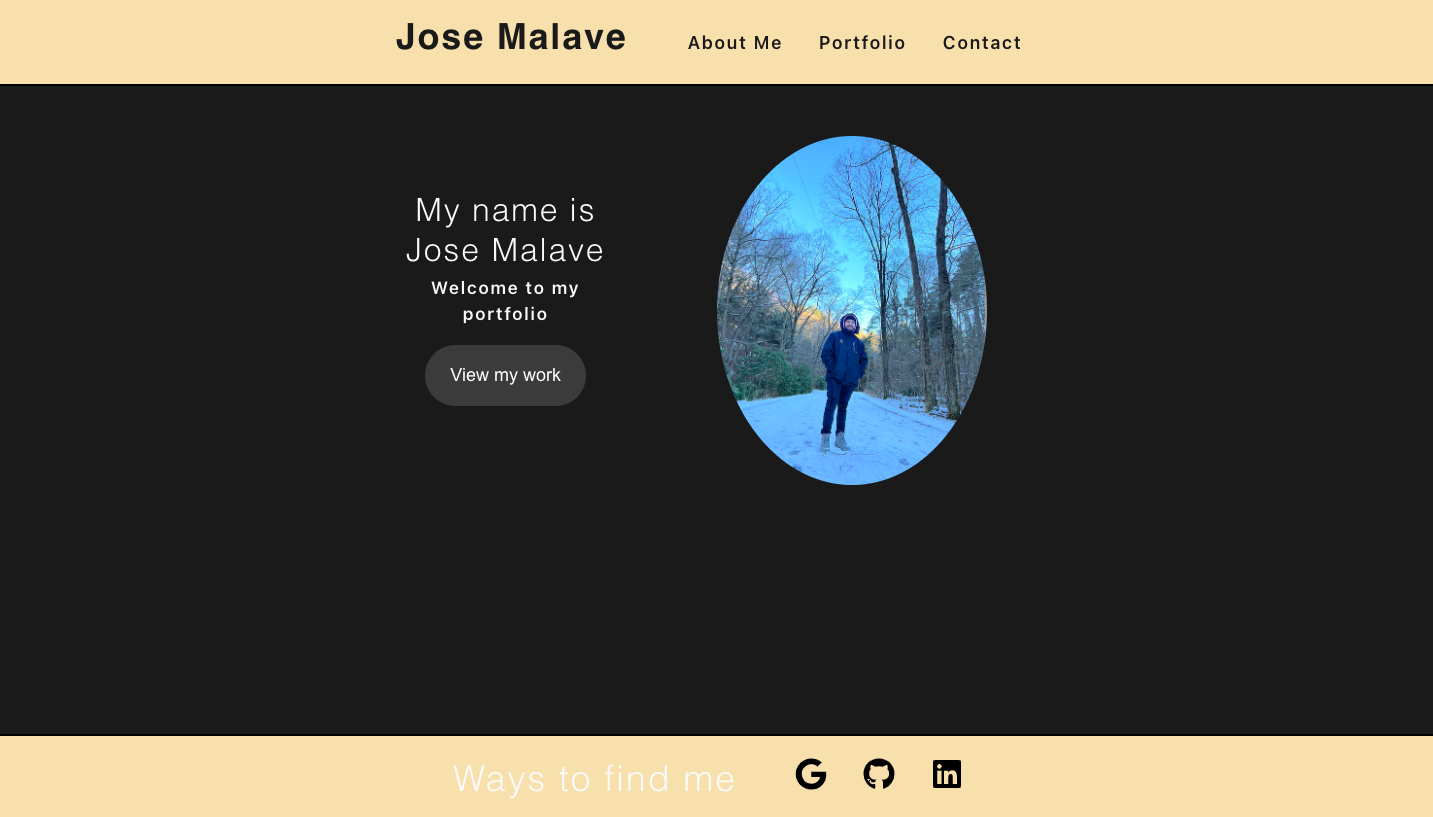 Jose Malave
About Me
Portfolio
Contact
My name is
Jose Malave
Welcome to my
portfolio
View my work
Ways to find me